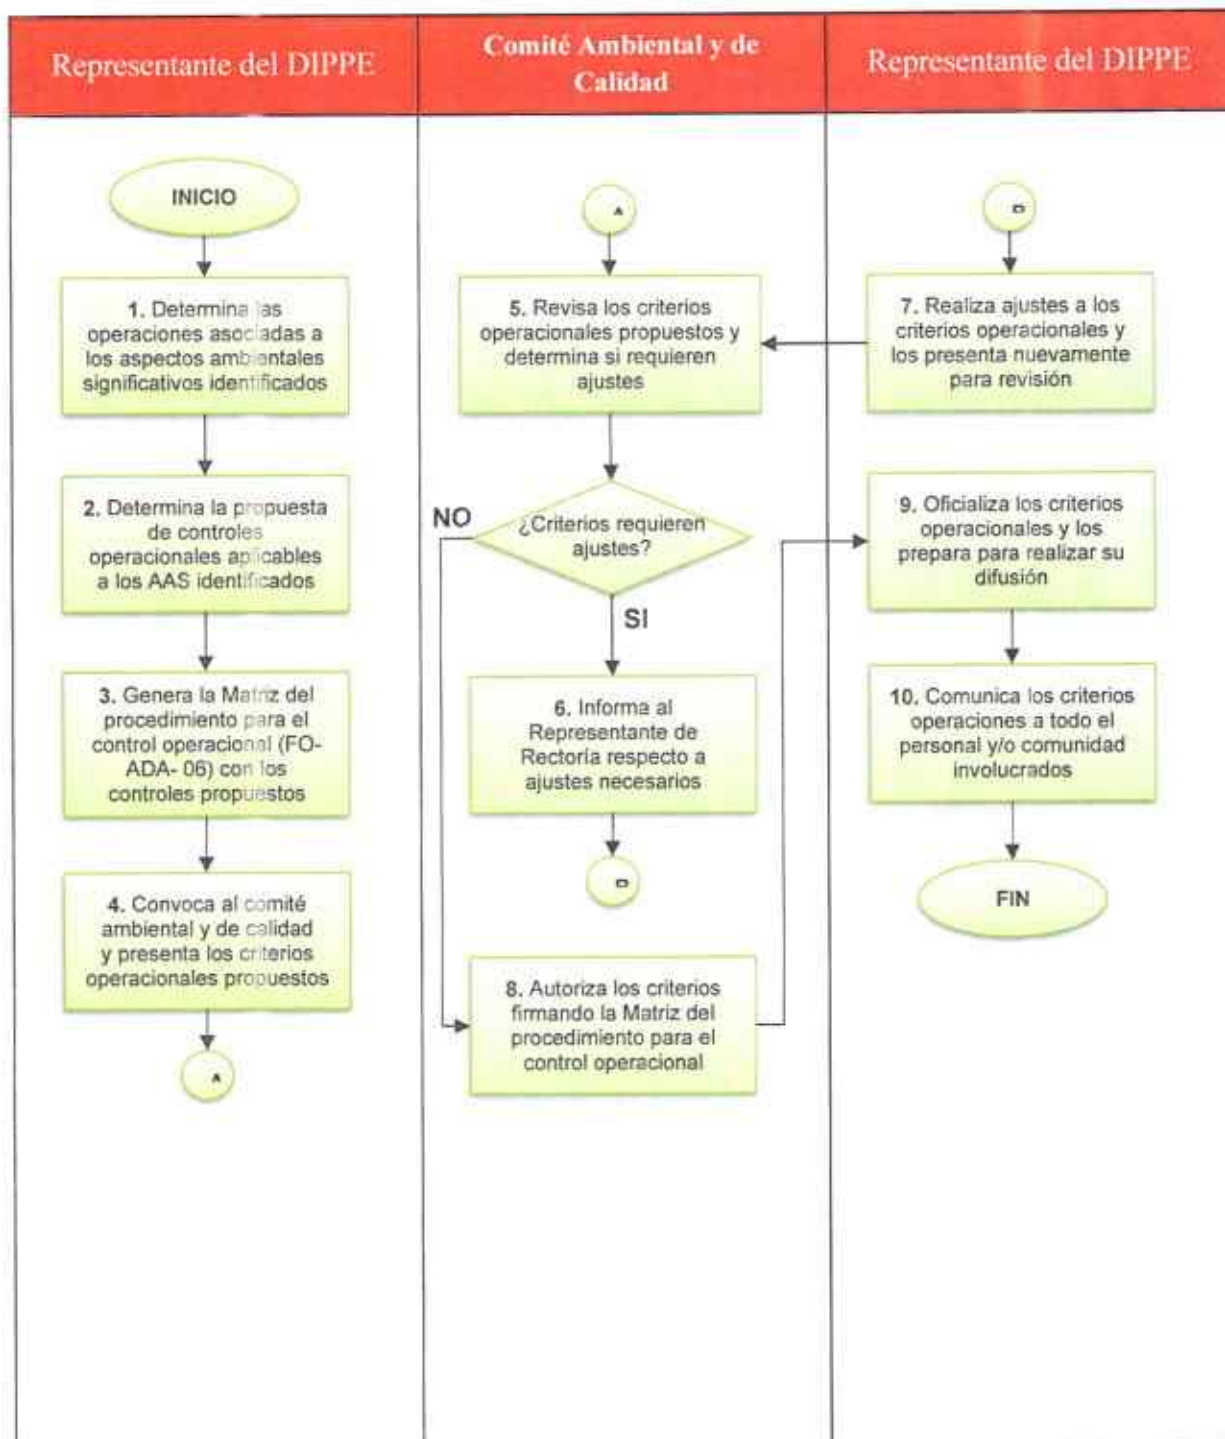 Representante del DIPPE
Comité Ambiental y de
Calidad
Representante del DIPPE
INICIO
1. Determina las
operaciones asociadas a
los aspectos ambientales
significativos identificados
2. Determina la propuesta
de controles
operacionales aplicables
a los AAS identificados
3. Genera la Matriz del
procedimiento para el
control operacional (FO-
ADA- 06) con los
controles propuestos
4. Convoca al comité
ambiental y de calidad
y presenta los criterios
operacionales propuestos
A
A
5. Revisa los criterios
operacionales propuestos y
determina si requieren
ajustes
¿Criterios requieren
ajustes?
NO
SI
6. Informa al
Representante de
Rectoría respecto a
ajustes necesarios
8. Autoriza los criterios
firmando la Matriz del
procedimiento para el
control operacional
7. Realiza ajustes a los
criterios operacionales y
los presenta nuevamente
para revisión
9. Oficializa los criterios
operacionales y los
prepara para realizar su
difusión
10. Comunica los criterios
operaciones a todo el
personal y/o comunidad
involucrados
FIN